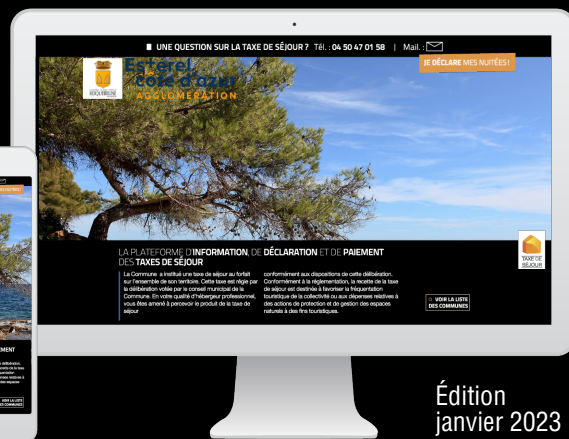 UNE QUESTION SUR LA TAXE DE SÉJOUR ? Tél. : 04 50 47 01 58 | Mail. :
JE DÉCLARE MES NUITÉES !
ROQUEBRUNE
Esterel
côte d'azur
AGGLOMÉRATION
LA PLATEFORME D'INFORMATION, DE DÉCLARATION ET DE PAIEMENT
DES TAXES DE SÉJOUR
La Commune a institué une taxe de séjour au forfait
sur l'ensemble de son territoire. Cette taxe est régie par
la délibération votée par le conseil municipal de la
Commune. En votre qualité d'hébergeur professionnel,
vous êtes amené à percevoir le produit de la taxe de
séjour
conformément aux dispositions de cette délibération.
Conformément à la réglementation, la recette de la taxe
de séjour est destinée à favoriser la fréquentation
touristique de la collectivité ou aux dépenses relatives à
des actions de protection et de gestion des espaces
naturels à des fins touristiques.
TAXE DE
SÉJOUR
VOIR LA LISTE
DES COMMUNES
VOIR LA LISTE
DES COMMUNES
Édition
janvier 2023